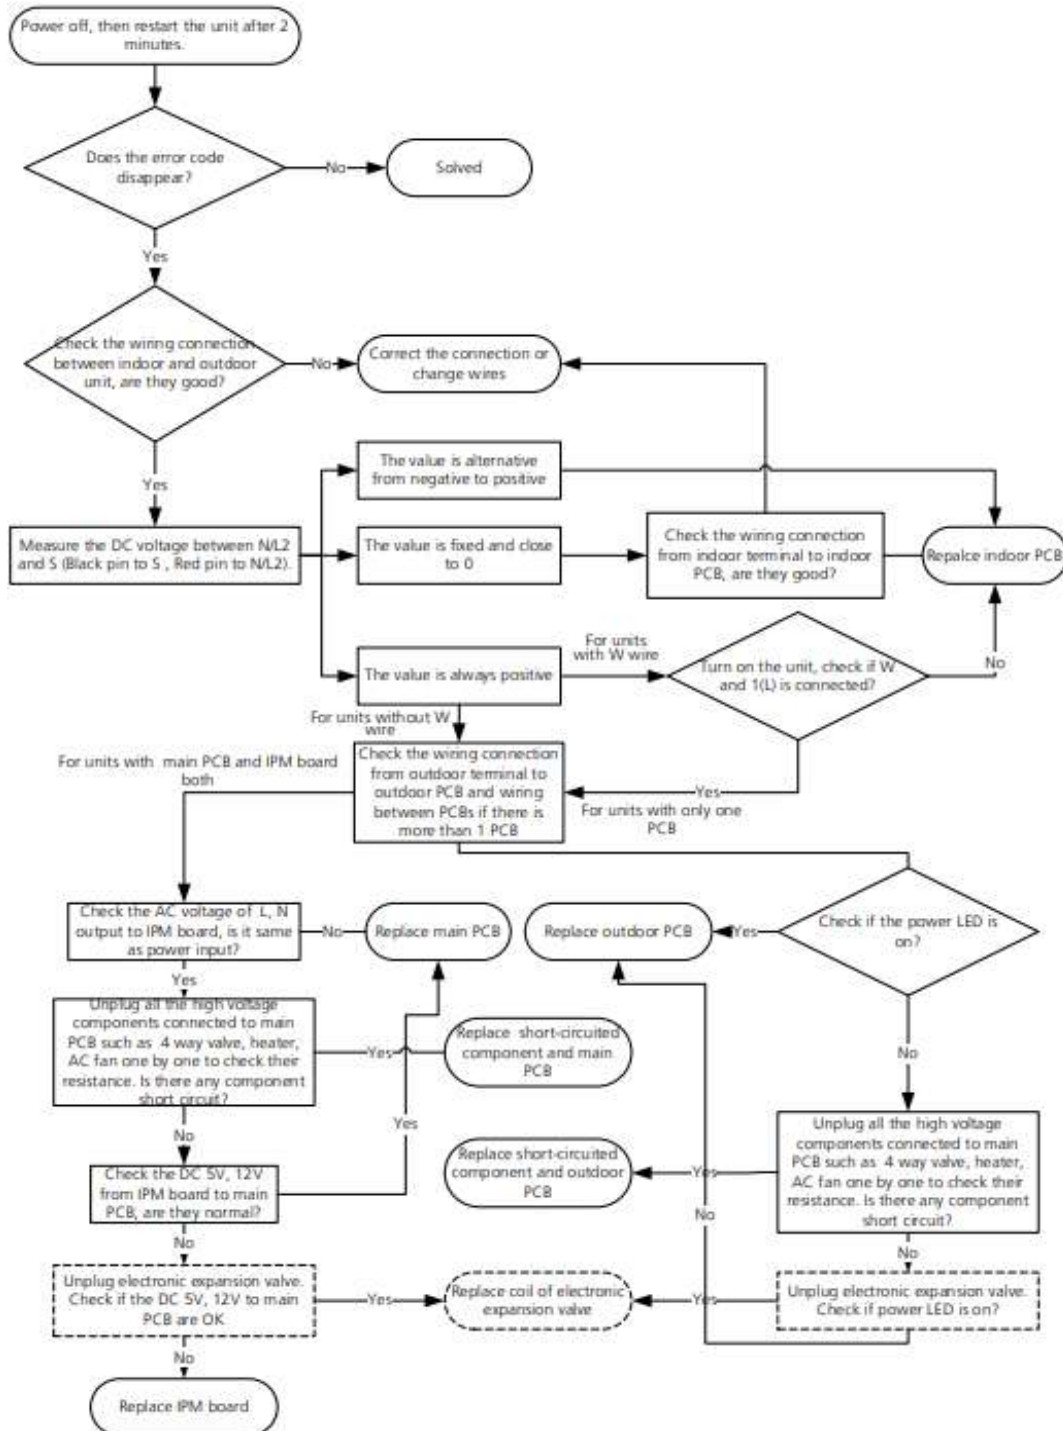 Power off, then restart the unit after 2
minutes.
Does the error code
disappear?
No
Solved
Yes
Check the wiring connection
between indoor and outdoor
unit, are they good?
No
Correct the connection or
change wires
Yes
The value is alternative
from negative to positive
Measure the DC voltage between N/L2
and S (Black pin to S , Red pin to N/L2).
The value is fixed and close
to 0
Check the wiring connection
from indoor terminal to indoor
PCB, are they good?
Repalce indoor PCB
For units
with W wire
The value is always positive
Turn on the unit, check if W
and 1(L) is connected?
No
For units without W
wire
For units with main PCB and IPM board
both
Check the wiring connection
from outdoor terminal to
outdoor PCB and wiring
between PCBs if there is
more than 1 PCB
Yes
For units with only one
PCB
Check the AC voltage of L, N
output to IPM board, is it same
as power input?
No
Replace main PCB
Replace outdoor PCB
Yes
Check if the power LED is
on?
Yes
Unplug all the high voltage
components connected to main
PCB such as 4 way valve, heater,
AC fan one by one to check their
resistance. Is there any component
short circuit?
Yes
Replace short-circuited
component and main
PCB
No
No
Yes
Check the DC 5V, 12V
from IPM board to main
PCB, are they normal?
Replace short-circuited
component and outdoor
PCB
Yes
Unplug all the high voltage
components connected to main
PCB such as 4 way valve, heater,
AC fan one by one to check their
resistance. Is there any component
short circuit?
No
No
No
Unplug electronic expansion valve.
Check if the DC 5V, 12V to main
PCB are OK
Yes
Replace coil of electronic
expansion valve
Yes
Unplug electronic expansion valve.
Check if power LED is on?
No
Replace IPM board